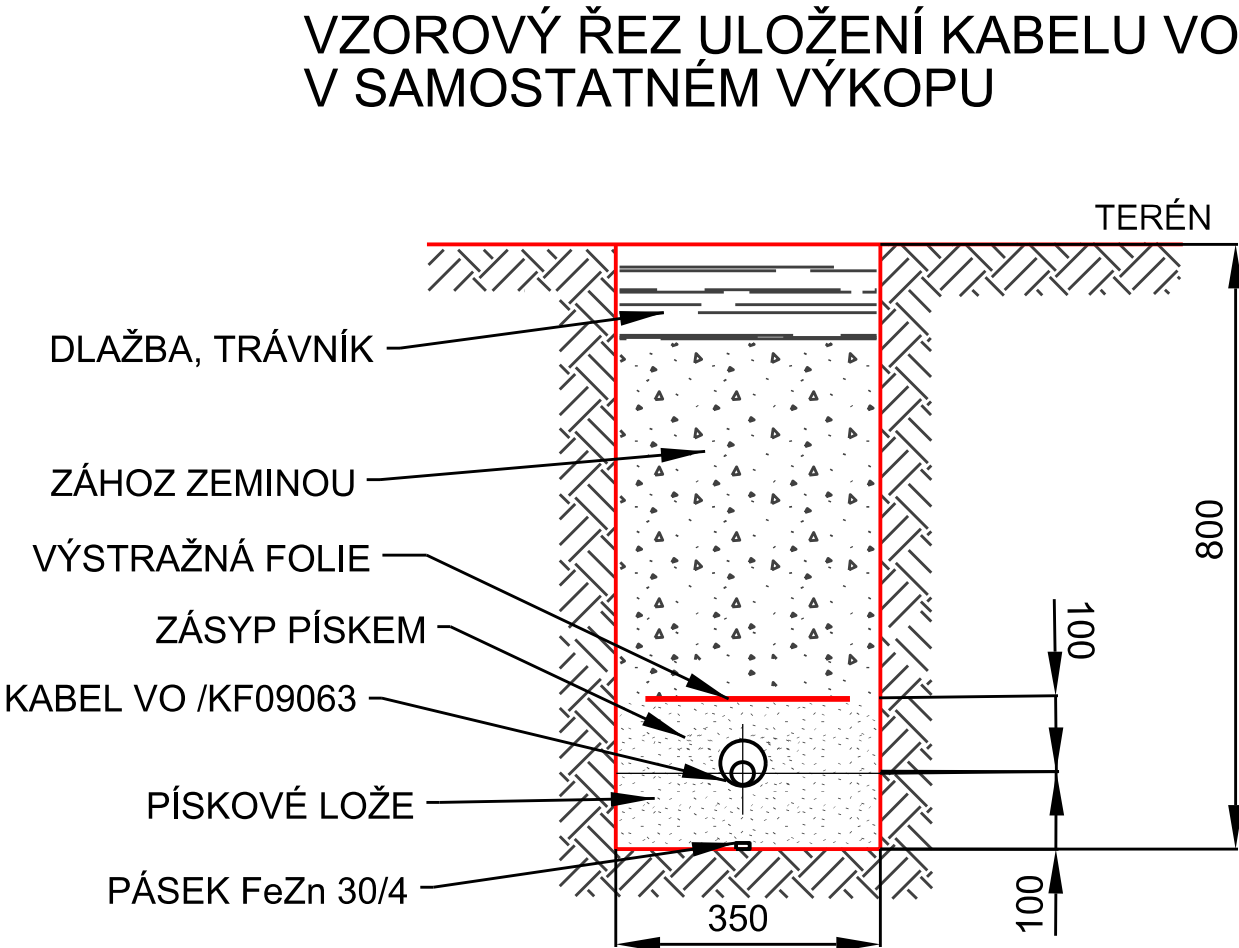 VZOROVÝ ŘEZ ULOŽENÍ KABELU VO
V SAMOSTATNÉM VÝKOPU
TERÉN
DLAŽBA, TRÁVNÍK
ZÁHOZ ZEMINOU
VÝSTRAŽNÁ FOLIE
ZÁSYP PÍSKEM
KABEL VO /KF09063
PÍSKOVÉ LOŽE
PÁSEK FeZn 30/4
800
100
100
350